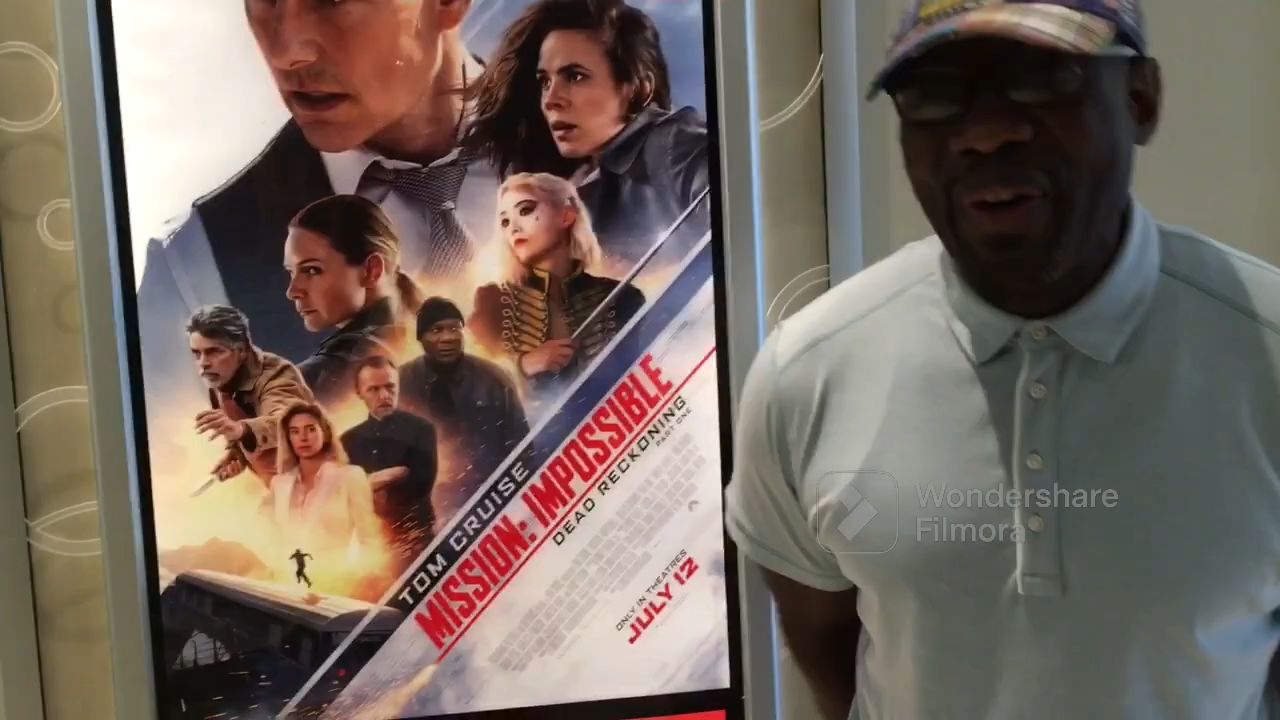 TOM CRUISE
MISSION: IMPOSSIBLE
DEAD RECKONING
PART ONE
ONLY IN THEATRES
JULY 12
Wondershare
Filmora